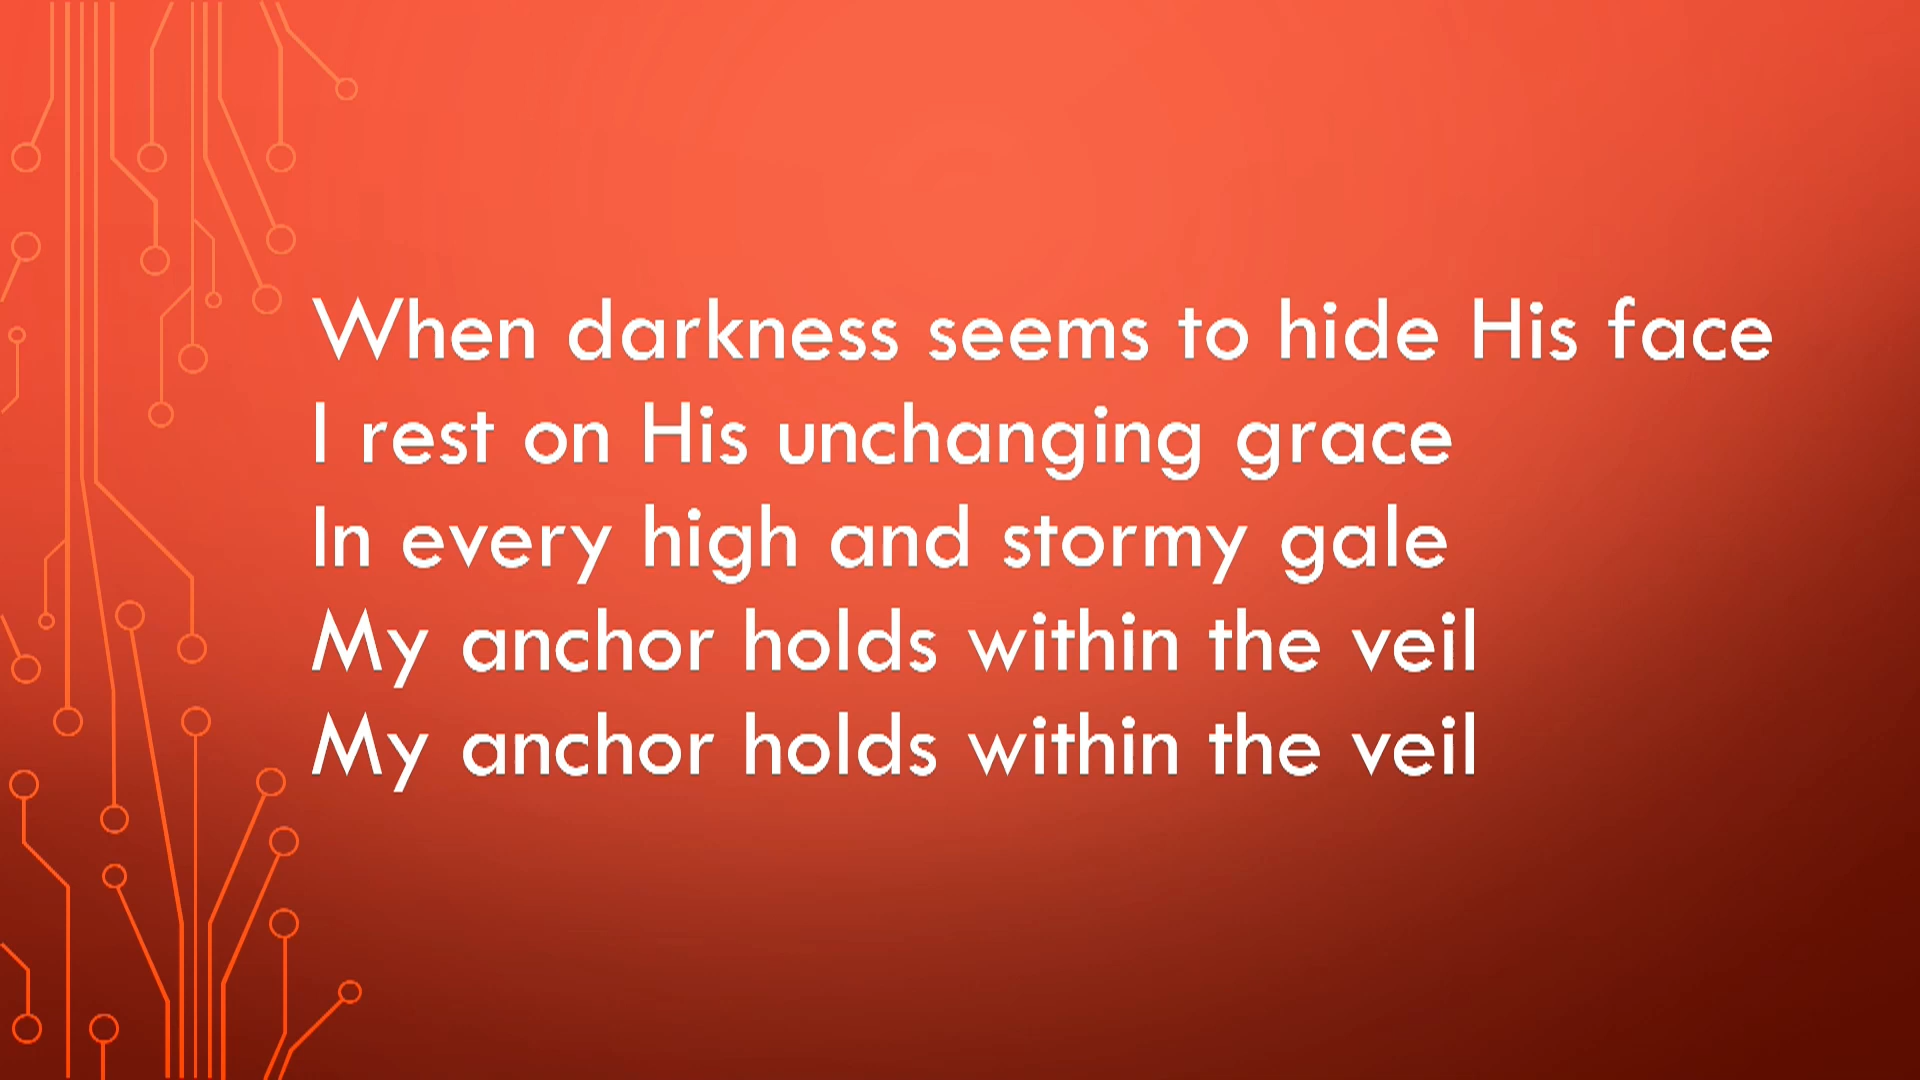 When darkness seems to hide His face
I rest on His unchanging grace
In every high and stormy gale
My anchor holds within the veil
My anchor holds within the veil